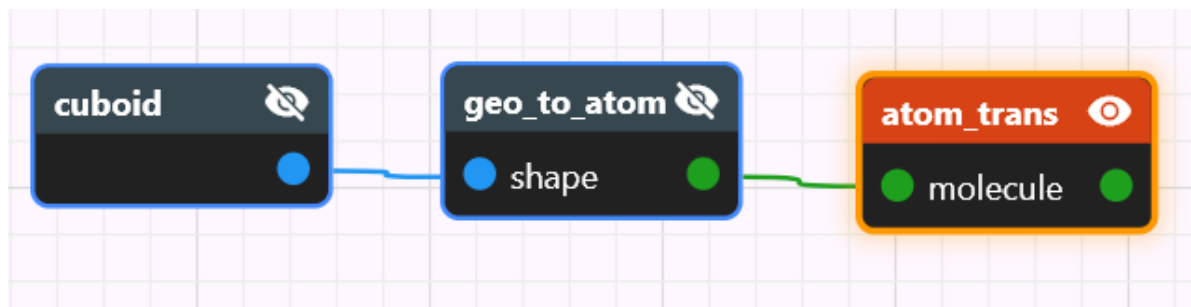 cuboid
geo_to_atom
shape
atom_trans
molecule